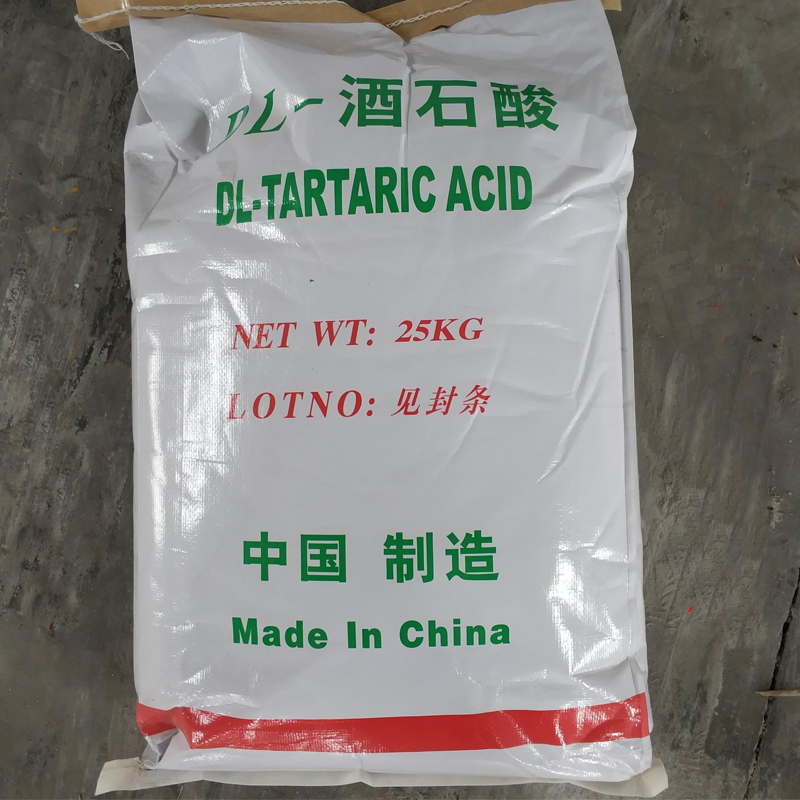 DL-酒石酸
DL-TARTARIC ACID
NET WT: 25KG
LOTNO: 见封条
中国 制造
Made In China